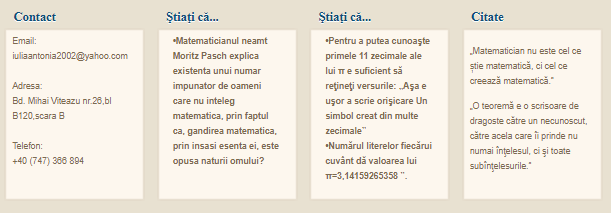 Contact
Email:
iuliaantonia2002@yahoo.com
Adresa:
Bd. Mihai Viteazu nr.26,bl
B120,scara B
Telefon:
+40 (747) 366 894
Ştiaţi că...
•Matematicianul neamt
Moritz Pasch explica
existenta unui numar
impunator de oameni
care nu inteleg
matematica, prin faptul
ca, gandirea matematica,
prin insasi esenta ei, este
opusa naturii omului?
Ştiaţi că...
•Pentru a putea cunoaşte
primele 11 zecimale ale
lui π e suficient să
reţineţi versurile: „Aşa e
uşor a scrie orişicare Un
simbol creat din multe
zecimale”
•Numărul literelor fiecărui
cuvânt dă valoarea lui
π=3,14159265358 ”.
Citate
„Matematician nu este cel ce
știe matematică, ci cel ce
creează matematică.”
„O teoremă e o scrisoare de
dragoste către un necunoscut,
către acela care îi prinde nu
numai înţelesul, ci şi toate
subînţelesurile.”